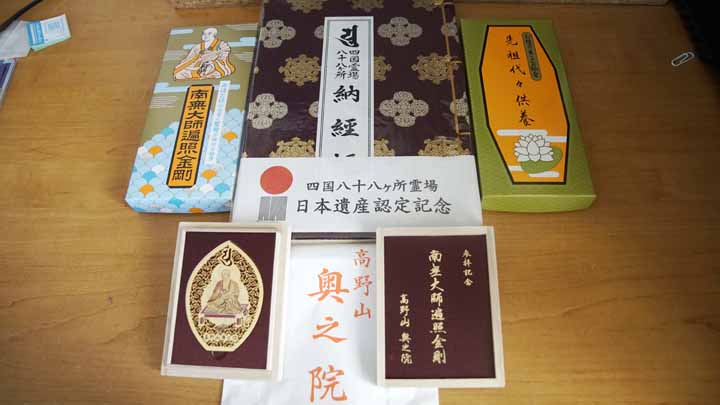 南無大師遍照金剛
四国霊場
八十八ヶ所
納経
四国八十八ヶ所霊場
日本遺産認定記念
先祖代々供養
高野山
奥之院
参拝記念
南無大師遍照金剛
高野山 奥之院